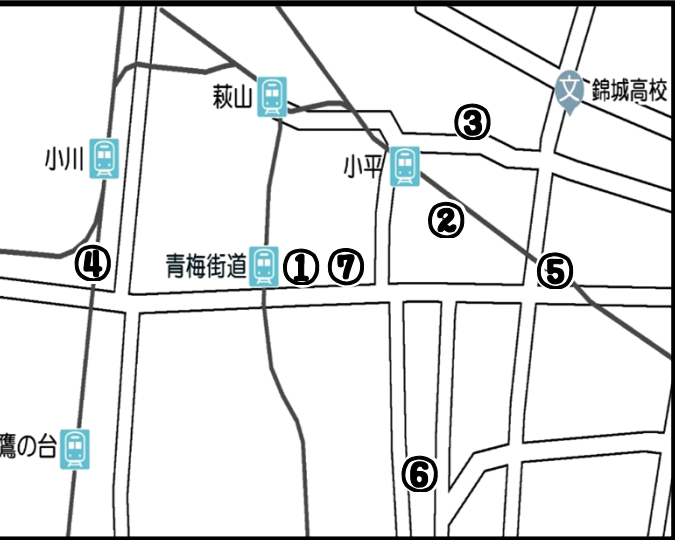 萩山
文
錦城高校
③
小川
小平
②
④
青梅街道
①
⑦
⑤
鷹の台
⑥